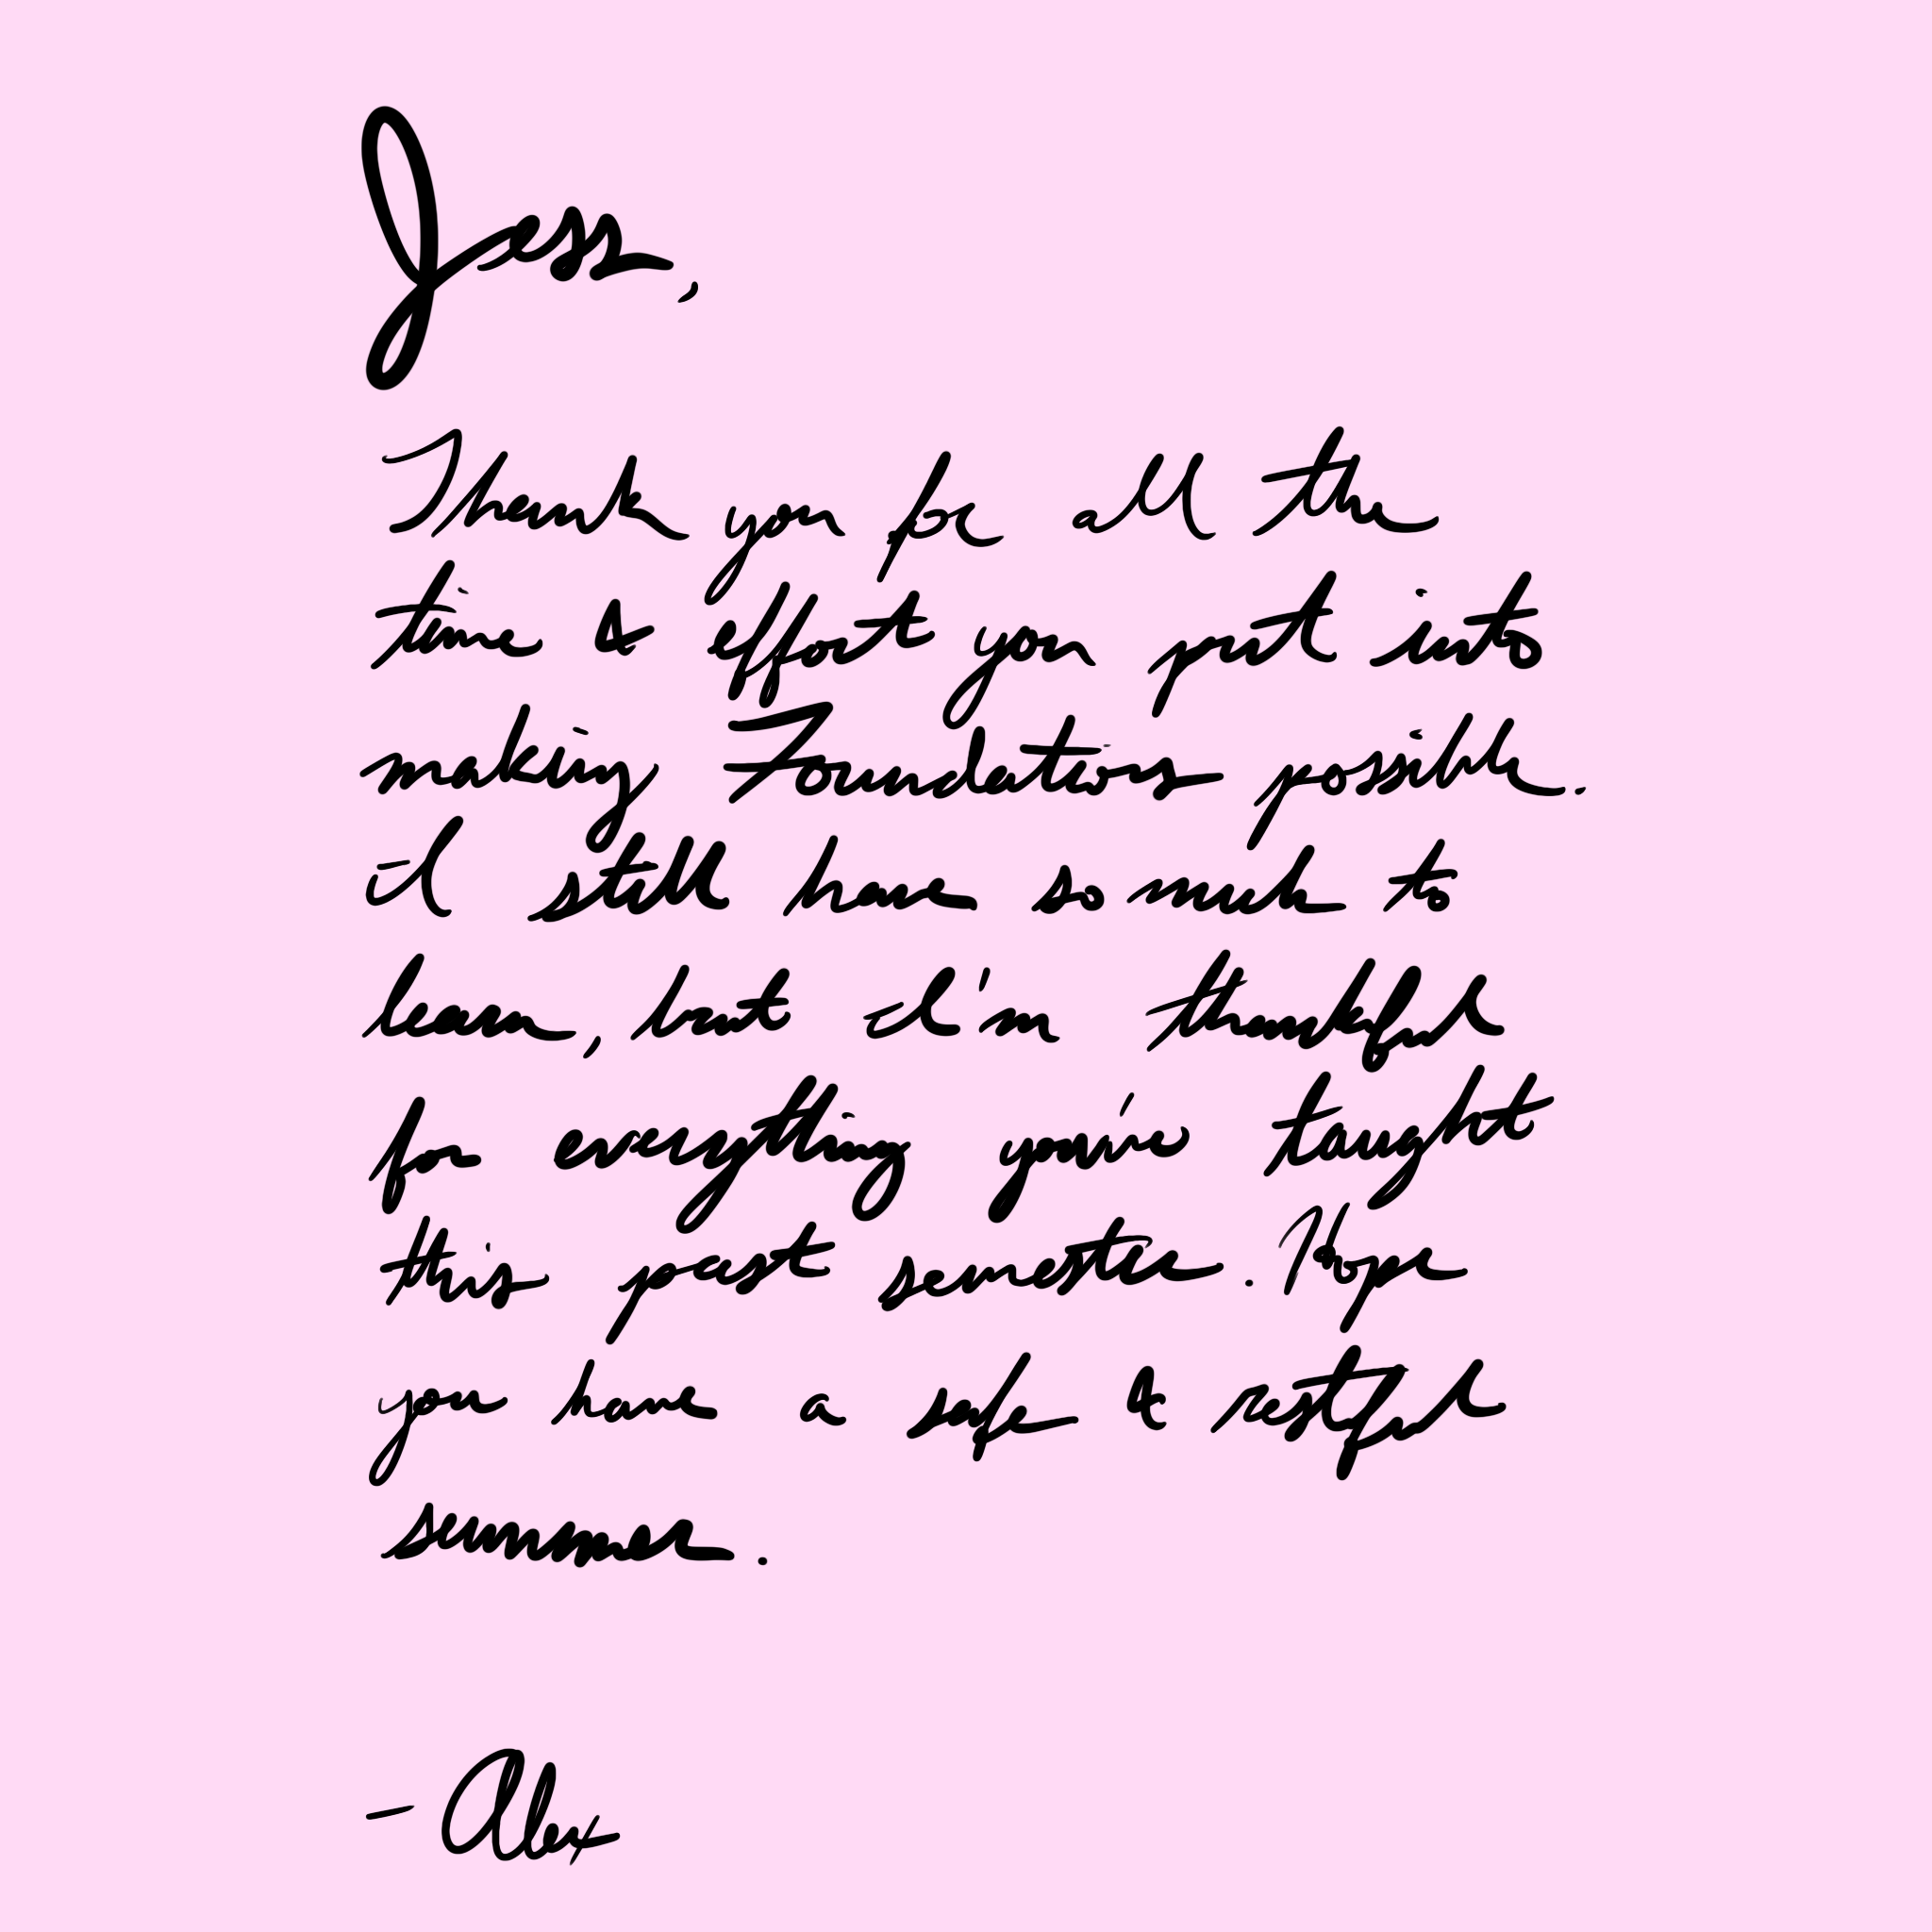 Jess,
Thank you for all the
time & effort you put into
making Foundations possible.
I still have so much to
learn, but I'm thankful
for everything you've taught
this past semester. Hope
you have a safe & restful
summer.
- Alex